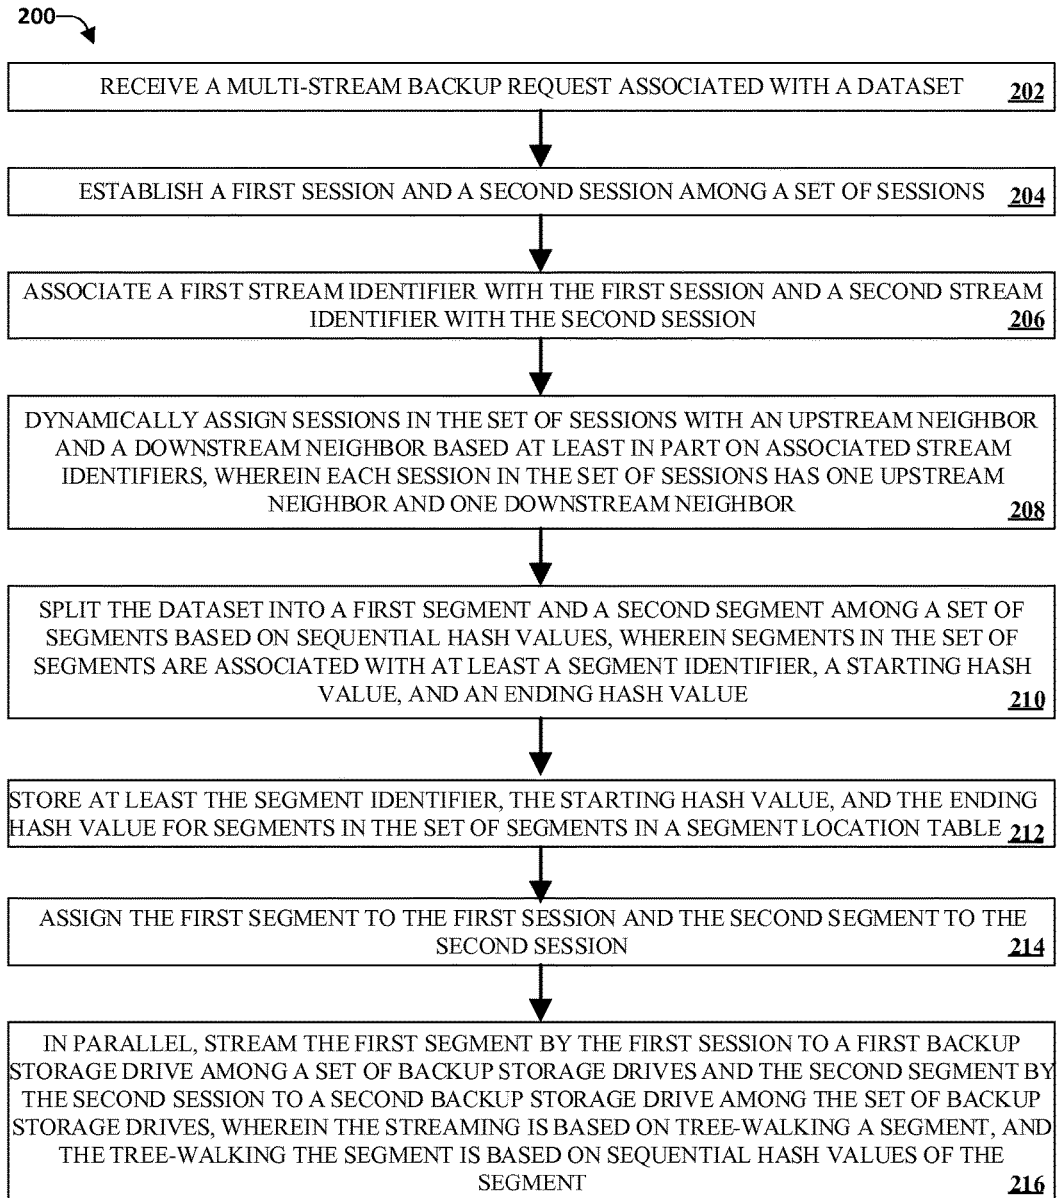 200
RECEIVE A MULTI-STREAM BACKUP REQUEST ASSOCIATED WITH A DATASET
202
ESTABLISH A FIRST SESSION AND A SECOND SESSION AMONG A SET OF SESSIONS
204
ASSOCIATE A FIRST STREAM IDENTIFIER WITH THE FIRST SESSION AND A SECOND STREAM
IDENTIFIER WITH THE SECOND SESSION
206
DYNAMICALLY ASSIGN SESSIONS IN THE SET OF SESSIONS WITH AN UPSTREAM NEIGHBOR
AND A DOWNSTREAM NEIGHBOR BASED AT LEAST IN PART ON ASSOCIATED STREAM
IDENTIFIERS, WHEREIN EACH SESSION IN THE SET OF SESSIONS HAS ONE UPSTREAM
NEIGHBOR AND ONE DOWNSTREAM NEIGHBOR
208
SPLIT THE DATASET INTO A FIRST SEGMENT AND A SECOND SEGMENT AMONG A SET OF
SEGMENTS BASED ON SEQUENTIAL HASH VALUES, WHEREIN SEGMENTS IN THE SET OF
SEGMENTS ARE ASSOCIATED WITH AT LEAST A SEGMENT IDENTIFIER, A STARTING HASH
VALUE, AND AN ENDING HASH VALUE
210
STORE AT LEAST THE SEGMENT IDENTIFIER, THE STARTING HASH VALUE, AND THE ENDING
HASH VALUE FOR SEGMENTS IN THE SET OF SEGMENTS IN A SEGMENT LOCATION TABLE
212
ASSIGN THE FIRST SEGMENT TO THE FIRST SESSION AND THE SECOND SEGMENT TO THE
SECOND SESSION
214
IN PARALLEL, STREAM THE FIRST SEGMENT BY THE FIRST SESSION TO A FIRST BACKUP
STORAGE DRIVE AMONG A SET OF BACKUP STORAGE DRIVES AND THE SECOND SEGMENT BY
THE SECOND SESSION TO A SECOND BACKUP STORAGE DRIVE AMONG THE SET OF BACKUP
STORAGE DRIVES, WHEREIN THE STREAMING IS BASED ON TREE-WALKING A SEGMENT, AND
THE TREE-WALKING THE SEGMENT IS BASED ON SEQUENTIAL HASH VALUES OF THE
SEGMENT
216